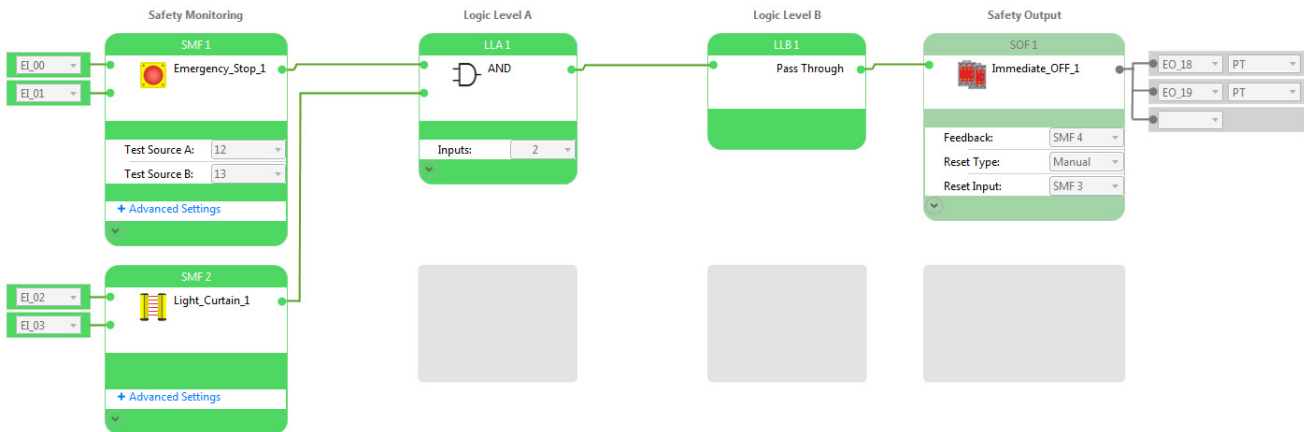 Safety Monitoring
Logic Level A
Logic Level B
Safety Output
SMF 1
EI_00
EI_01
Emergency_Stop_1
Test Source A: 12
Test Source B: 13
+ Advanced Settings
LLA 1
AND
Inputs: 2
LLB 1
Pass Through
SOF 1
Immediate_OFF_1
Feedback: SMF 4
Reset Type: Manual
Reset Input: SMF 3
EO_18 PT
EO_19 PT
SMF 2
EI_02
EI_03
Light_Curtain_1
+ Advanced Settings